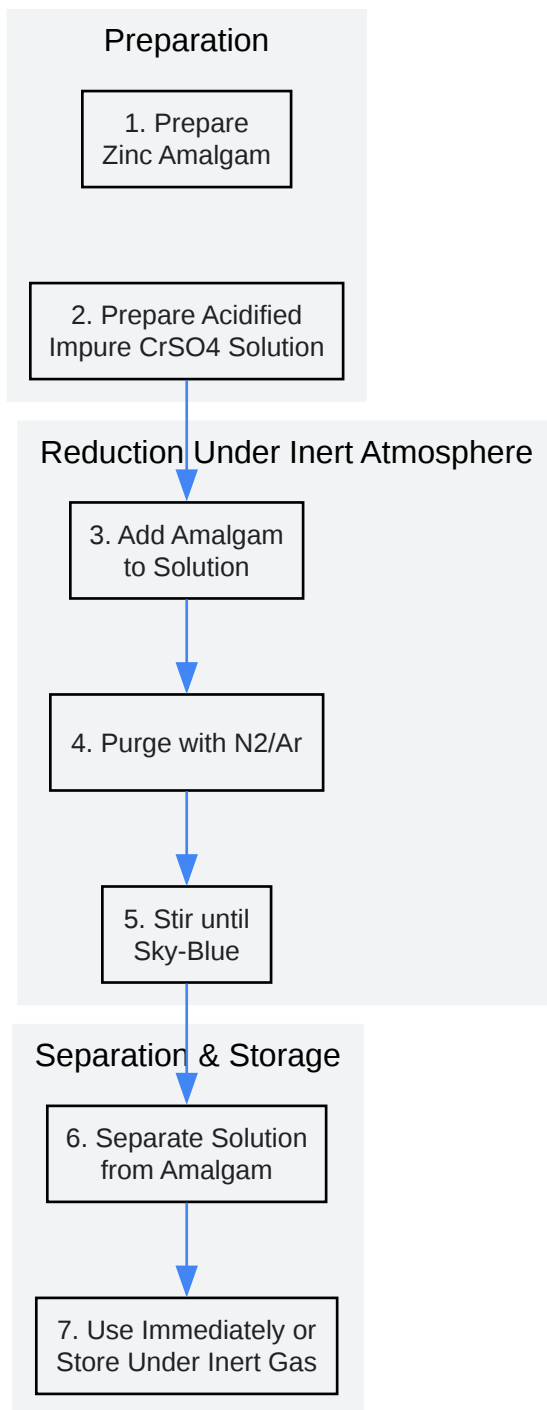 Preparation
1. Prepare
Zinc Amalgam
2. Prepare Acidified
Impure CrSO4 Solution
Reduction Under Inert Atmosphere
3. Add Amalgam
to Solution
4. Purge with N2/Ar
5. Stir until
Sky-Blue
Separation & Storage
6. Separate Solution
from Amalgam
7. Use Immediately or
Store Under Inert Gas